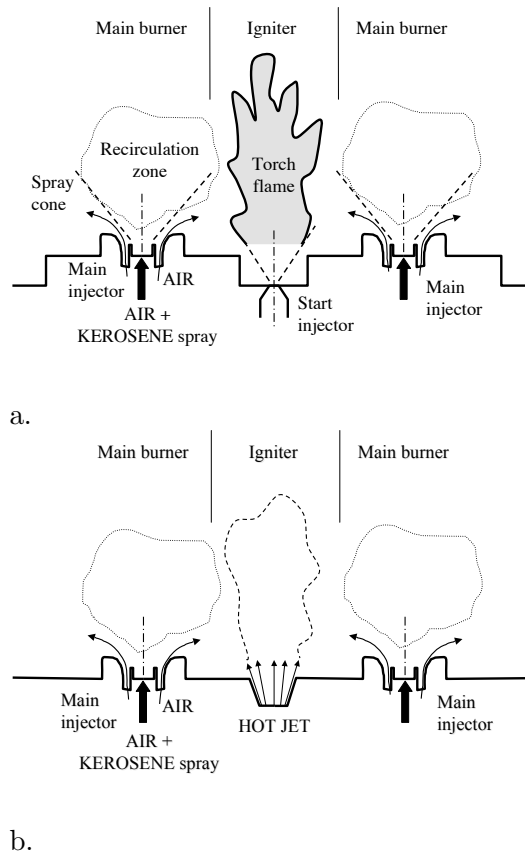 Main burner
Igniter
Main burner
Recirculation
zone
Torch
flame
Spray
cone
Main
injector
AIR
AIR +
KEROSENE spray
Start
injector
Main
injector
a.
Main burner
Igniter
Main burner
Main
injector
AIR
AIR +
KEROSENE spray
HOT JET
Main
injector
b.